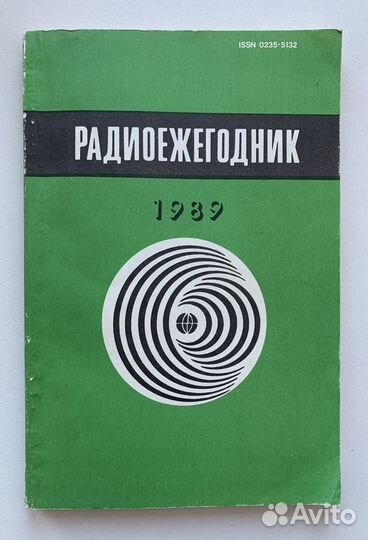 ISSN 0235-5132
РАДИОЕЖЕГОДНИК
1989
Avito